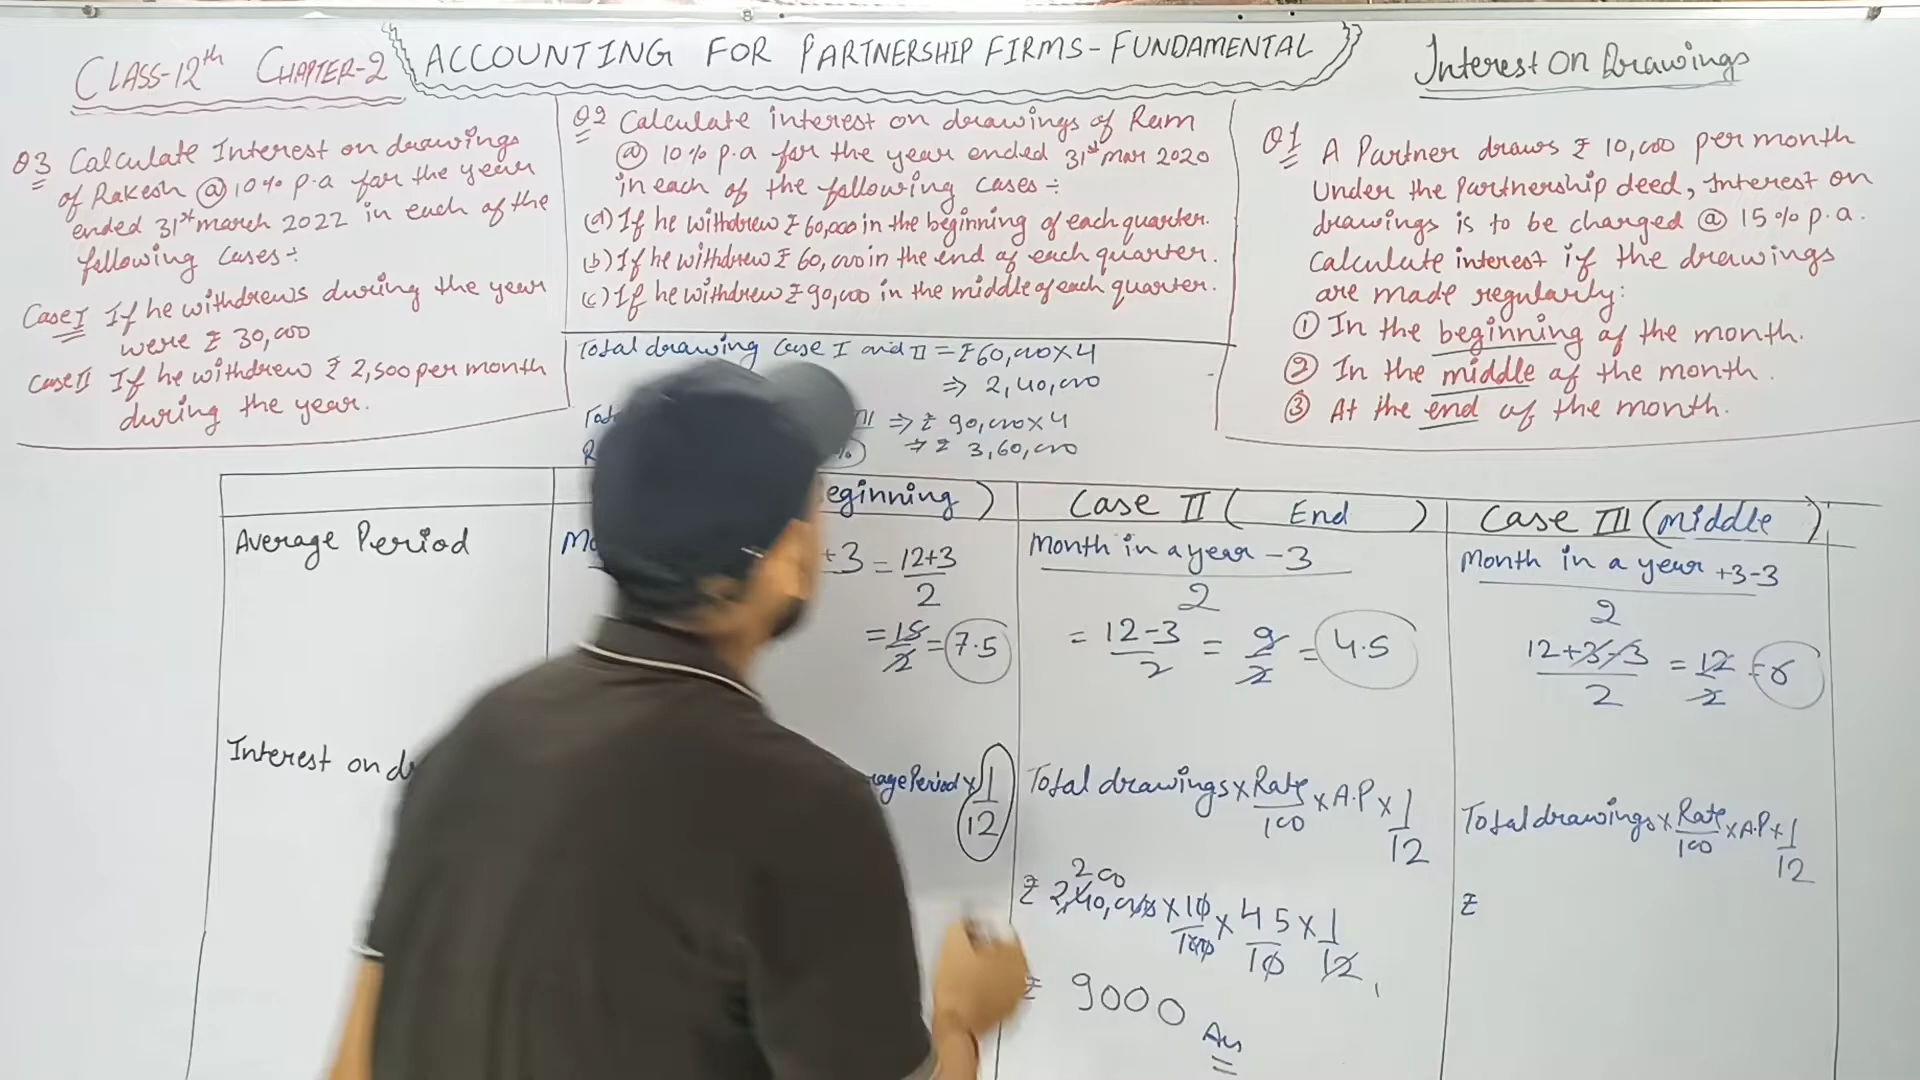 CLASS-12th CHAPTER-2
ACCOUNTING FOR PARTNERSHIP FIRMS-FUNDAMENTAL
Interest On Drawings
Q3 Calculate Interest on drawings
of Rakesh @ 10% p.a for the year
ended 31st march 2022 in each of the
following cases:-
Case I If he withdrews during the year
were ₹ 30,000
Case II If he withdrew ₹ 2,500 per month
during the year.
Q2 Calculate interest on drawings of Ram
@ 10% p.a for the year ended 31st Mar 2020
in each of the following cases:-
(a) If he withdrew ₹ 60,000 in the beginning of each quarter.
(b) If he withdrew ₹ 60,000 in the end of each quarter.
(c) If he withdrew ₹ 90,000 in the middle of each quarter.
Q1 A Partner draws ₹ 10,000 per month
Under the partnership deed, Interest on
drawings is to be charged @ 15% p.a.
Calculate interest if the drawings
are made regularly:
① In the beginning of the month.
② In the middle of the month.
③ At the end of the month.
Total drawing Case I and II = ₹ 60,000×4
⇒ 2,40,000
III ⇒ ₹ 90,000×4
⇒ ₹ 3,60,000
%
eginning)
Case II ( End )
Case III (middle)
Average Period
+3 = 12+3
2
= 15/2 = 7.5
Month in a year - 3
2
= 12-3/2 = 9/2 = 4.5
Month in a year +3-3
2
12+3-3/2 = 12/2 = 6
Interest on d
rage Period × 1/12
Total drawings × Rate/100 × A.P × 1/12
₹ 2,40,000 × 10/100 × 45/10 × 1/12
200
₹ 9000 Ans
Total drawings × Rate/100 × A.P × 1/12
₹